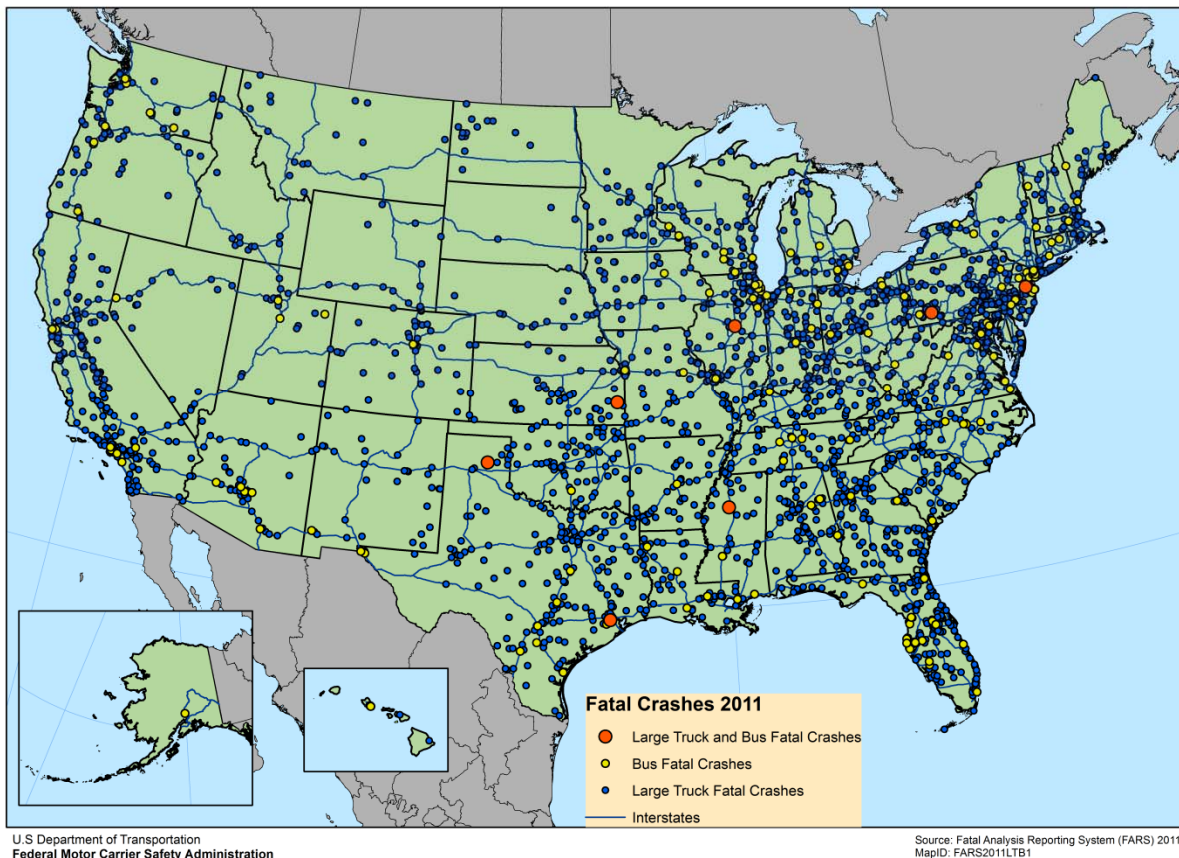 Fatal Crashes 2011
Large Truck and Bus Fatal Crashes
Bus Fatal Crashes
Large Truck Fatal Crashes
Interstates
U.S Department of Transportation
Federal Motor Carrier Safety Administration
Source: Fatal Analysis Reporting System (FARS) 2011
MapID: FARS2011LTB1